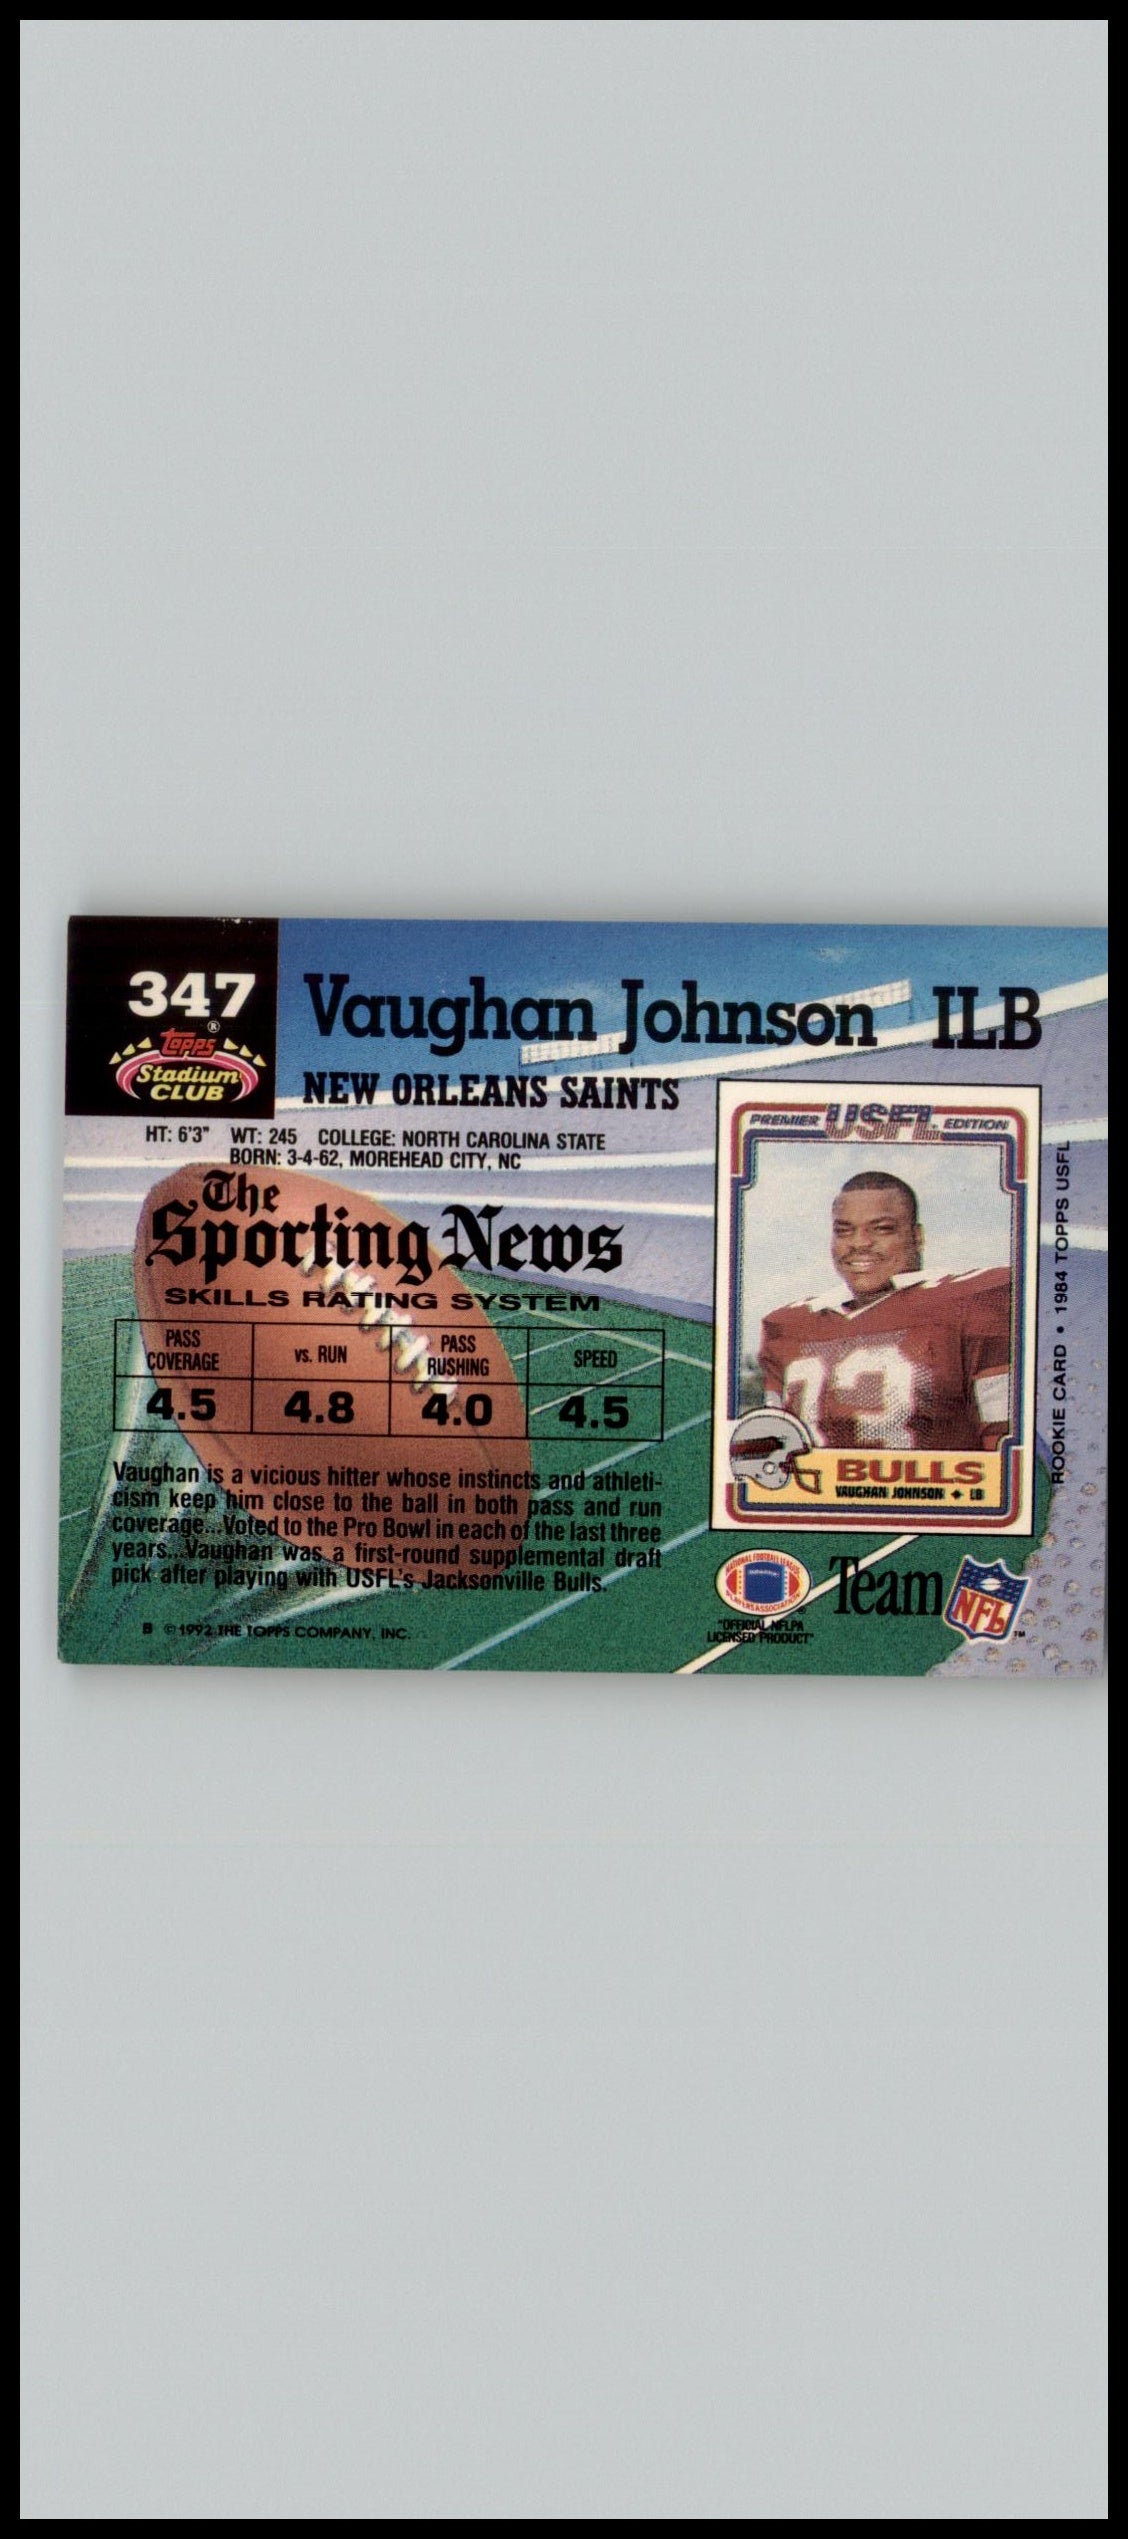 347
Vaughan Johnson ILB
Topps®
Stadium
CLUB
NEW ORLEANS SAINTS
HT: 6'3" WT: 245 COLLEGE: NORTH CAROLINA STATE
BORN: 3-4-62, MOREHEAD CITY, NC
The
Sporting News
SKILLS RATING SYSTEM
PASS COVERAGE vs. RUN PASS RUSHING SPEED
4.5 4.8 4.0 4.5
Vaughan is a vicious hitter whose instincts and athleti-
cism keep him close to the ball in both pass and run
coverage...Voted to the Pro Bowl in each of the last three
years...Vaughan was a first-round supplemental draft
pick after playing with USFL's Jacksonville Bulls.
B ©1992 THE TOPPS COMPANY, INC.
PREMIER USFL EDITION
BULLS
VAUGHAN JOHNSON ✦ LB
ROOKIE CARD • 1984 TOPPS USFL
NATIONAL FOOTBALL LEAGUE
PLAYERS ASSOCIATION
"OFFICIAL NFLPA
LICENSED PRODUCT"
Team NFL™